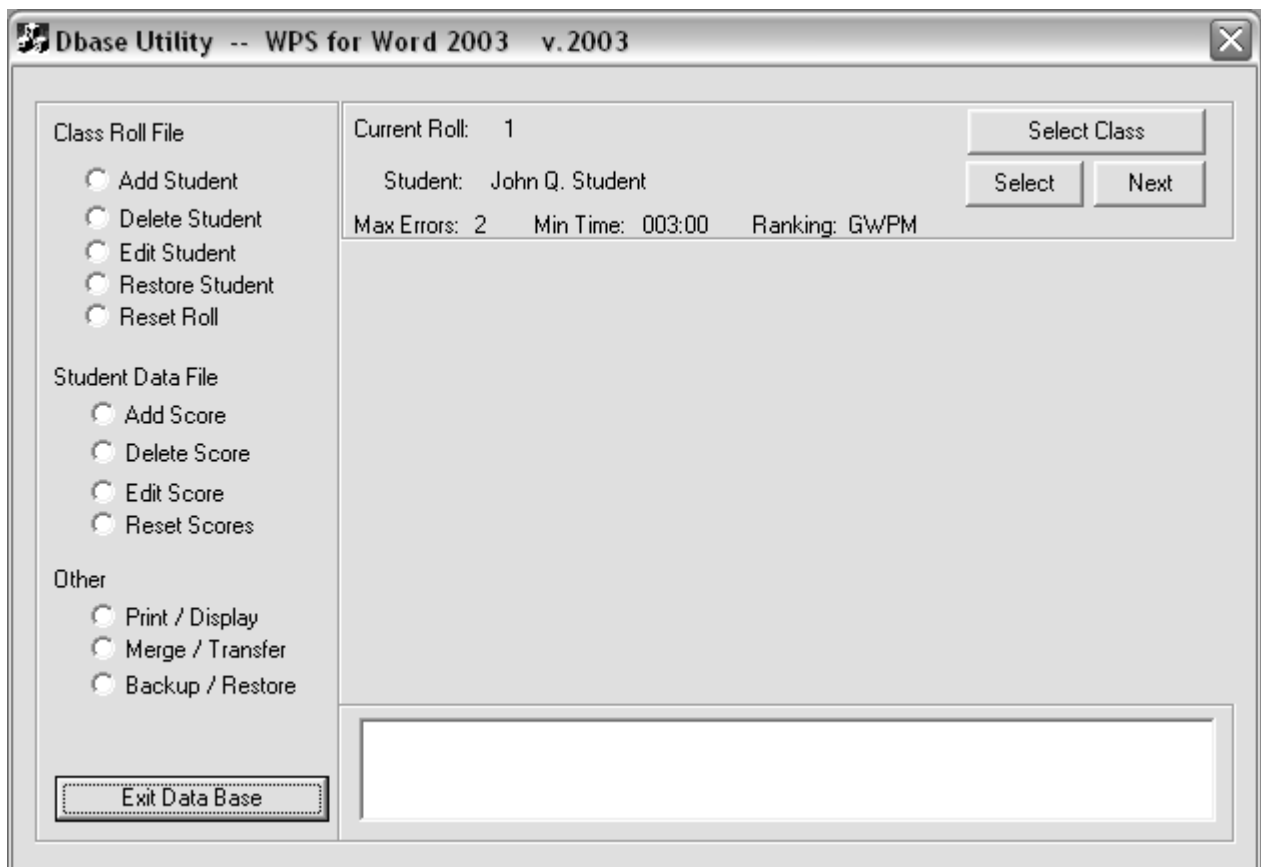 Dbase Utility -- WPS for Word 2003 v.2003
Class Roll File
Add Student
Delete Student
Edit Student
Restore Student
Reset Roll
Student Data File
Add Score
Delete Score
Edit Score
Reset Scores
Other
Print / Display
Merge / Transfer
Backup / Restore
Exit Data Base
Current Roll: 1
Select Class
Student: John Q. Student
Select
Next
Max Errors: 2 Min Time: 003:00 Ranking: GWPM